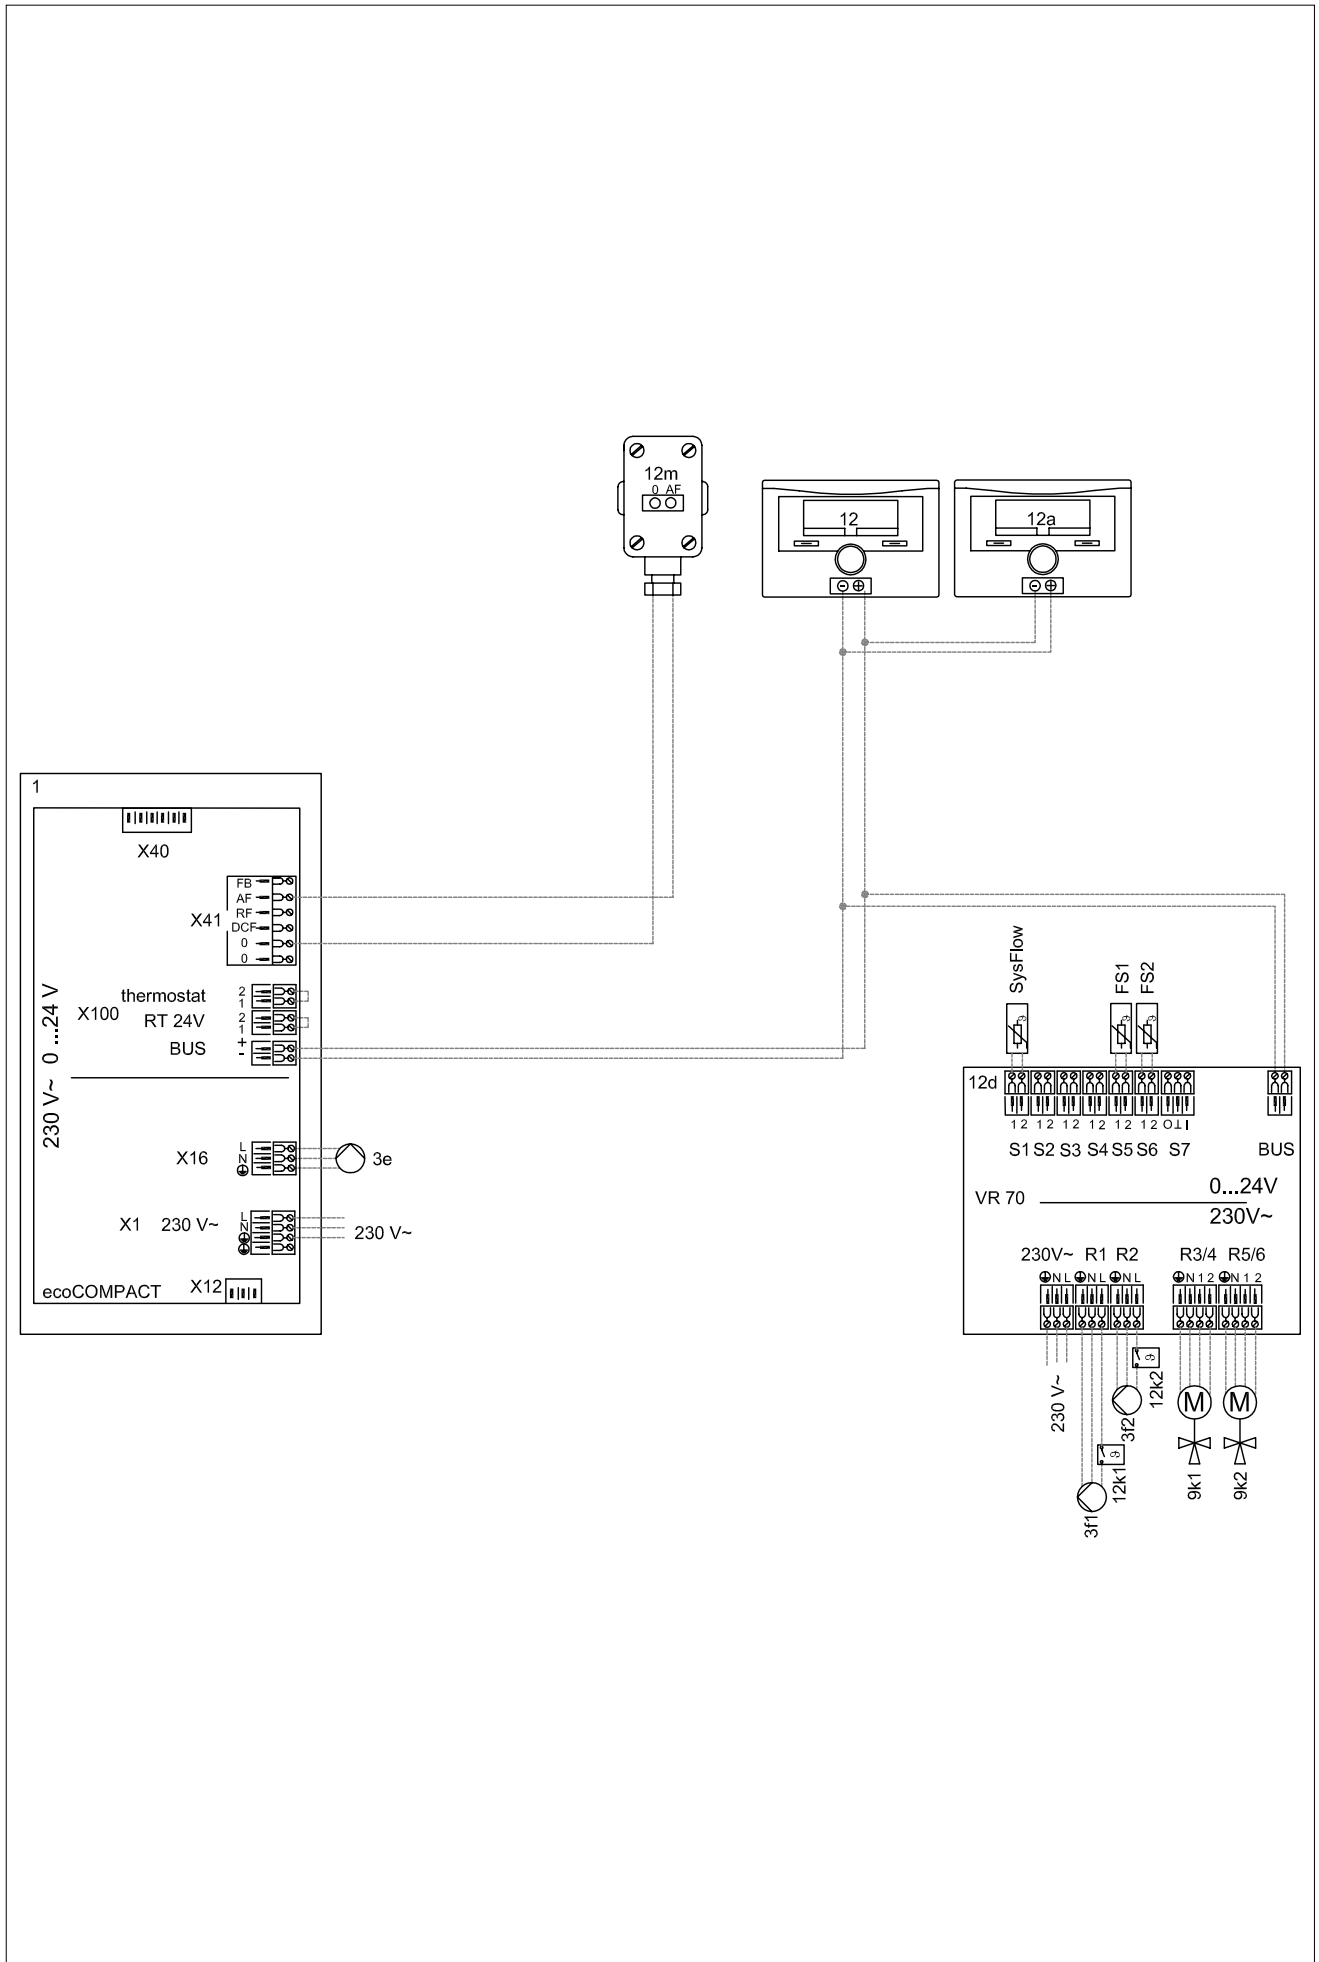 12m
0 AF
12
12a
1
X40
FB
AF
X41
RF
DCF
0
0
230 V~ 0 ...24 V
X100
thermostat
2
1
RT 24V
2
1
BUS
+
-
X16
L
N
3e
X1
230 V~
L
N
230 V~
X12
ecoCOMPACT
SysFlow
FS1
FS2
12d
1 2 1 2 1 2 1 2 1 2 1 2 O⊥I
S1 S2 S3 S4 S5 S6 S7
BUS
VR 70
0...24V
230V~
230V~ R1 R2 R3/4 R5/6
N L N L N L N 1 2 N 1 2
230 V~
3f1
12k1
3f2
12k2
M
M
9k1
9k2